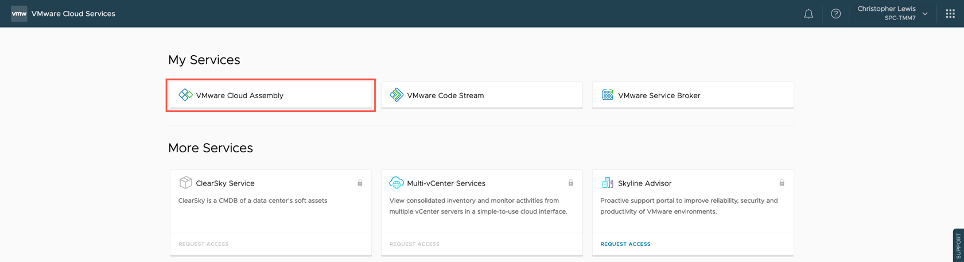 vmw VMware Cloud Services
Christopher Lewis
SPC-TMM7
My Services
VMware Cloud Assembly
VMware Code Stream
VMware Service Broker
More Services
ClearSky Service
ClearSky is a CMDB of a data center's soft assets
REQUEST ACCESS
Multi-vCenter Services
View consolidated inventory and monitor activities from
multiple vCenter servers in a simple-to-use cloud interface.
REQUEST ACCESS
Skyline Advisor
Proactive support portal to improve reliability, security and
productivity of VMware environments.
REQUEST ACCESS
SUPPORT